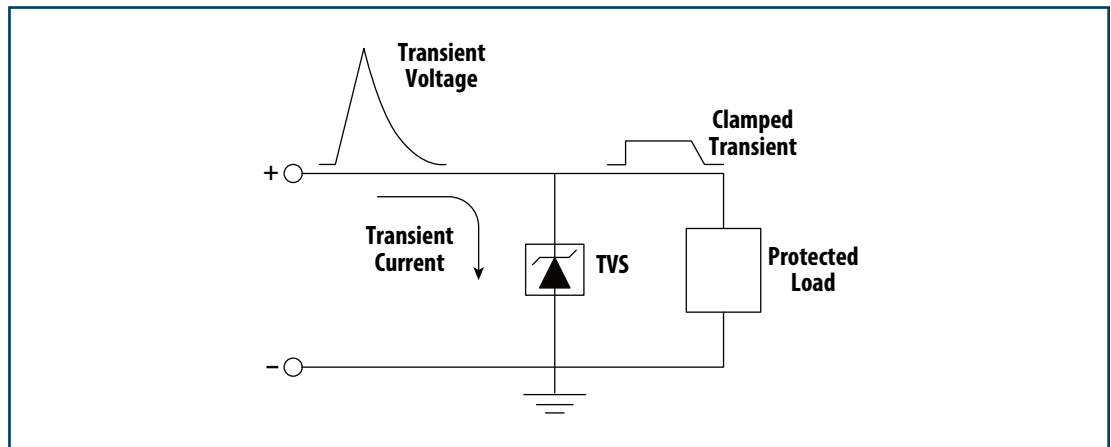 Transient
Voltage
Clamped
Transient
+
Transient
Current
TVS
Protected
Load
−